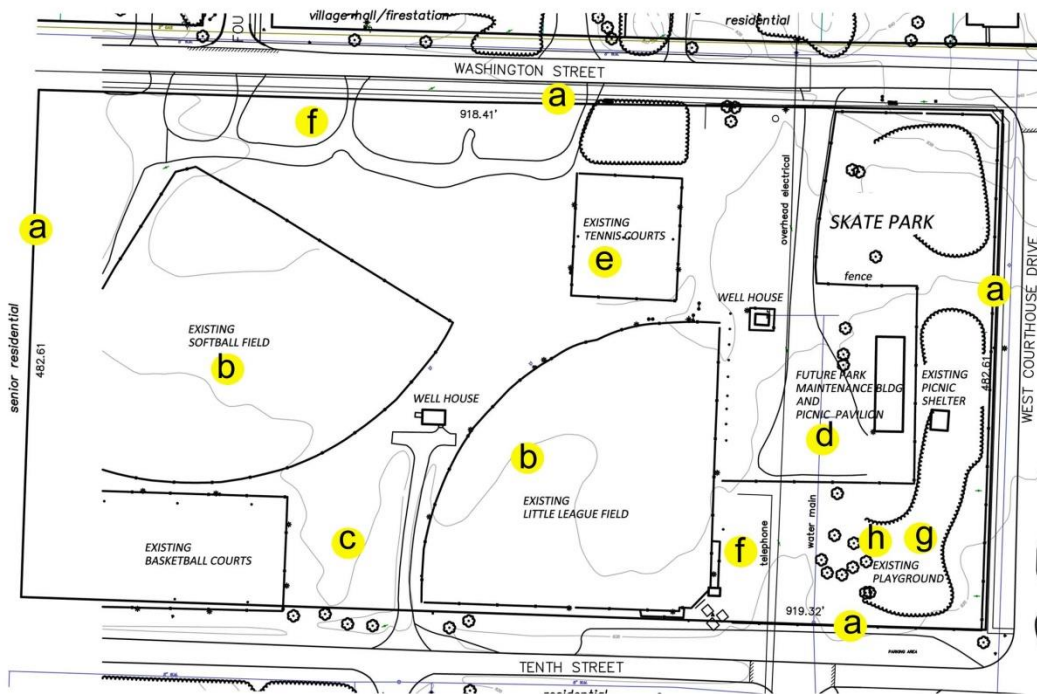 village hall/firestation
residential
FOU
WASHINGTON STREET
a
918.41'
f
a
overhead electrical
SKATE PARK
EXISTING
TENNIS COURTS
e
fence
a
WEST COURTHOUSE DRIVE
senior residential
482.61
EXISTING
SOFTBALL FIELD
b
WELL HOUSE
WELL HOUSE
FUTURE PARK
MAINTENANCE BLDG
AND
PICNIC PAVILION
d
EXISTING
PICNIC
SHELTER
482.61'
b
EXISTING
LITTLE LEAGUE FIELD
c
EXISTING
BASKETBALL COURTS
f
telephone
water main
h
g
EXISTING
PLAYGROUND
919.32'
a
PARKING AREA
TENTH STREET
residential